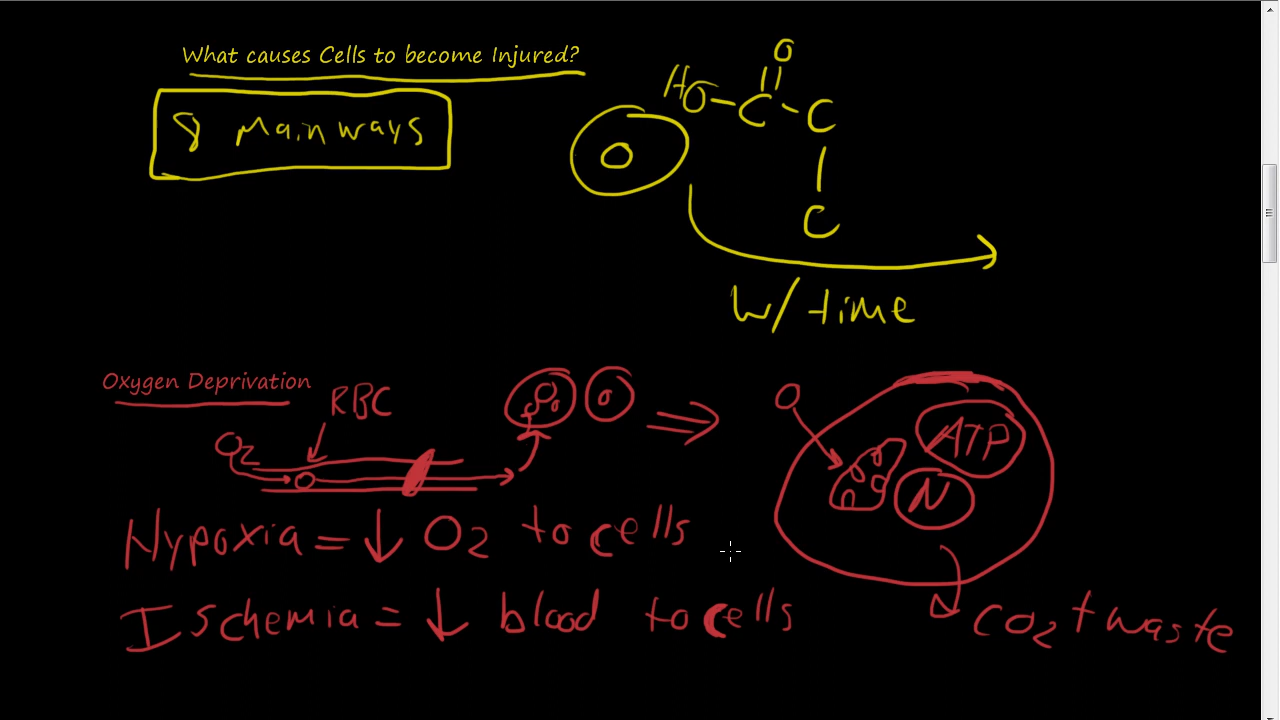 What causes Cells to become Injured?
8 Main ways
O
HO-C-C
C
W/ time
Oxygen Deprivation
RBC
O2
O
ATP
N
Hypoxia = ↓ O2 to cells
Ischemia = ↓ blood to cells
CO2 + waste